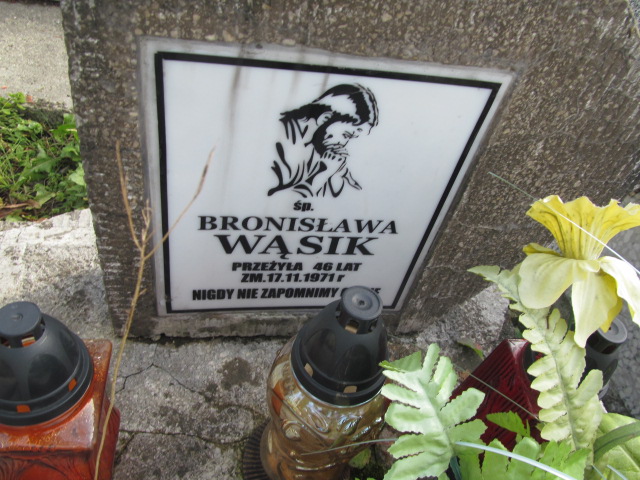 śp.
BRONISŁAWA
WĄSIK
PRZEŻYŁA 46 LAT
ZM.17.11.1971 r
NIGDY NIE ZAPOMNIMY